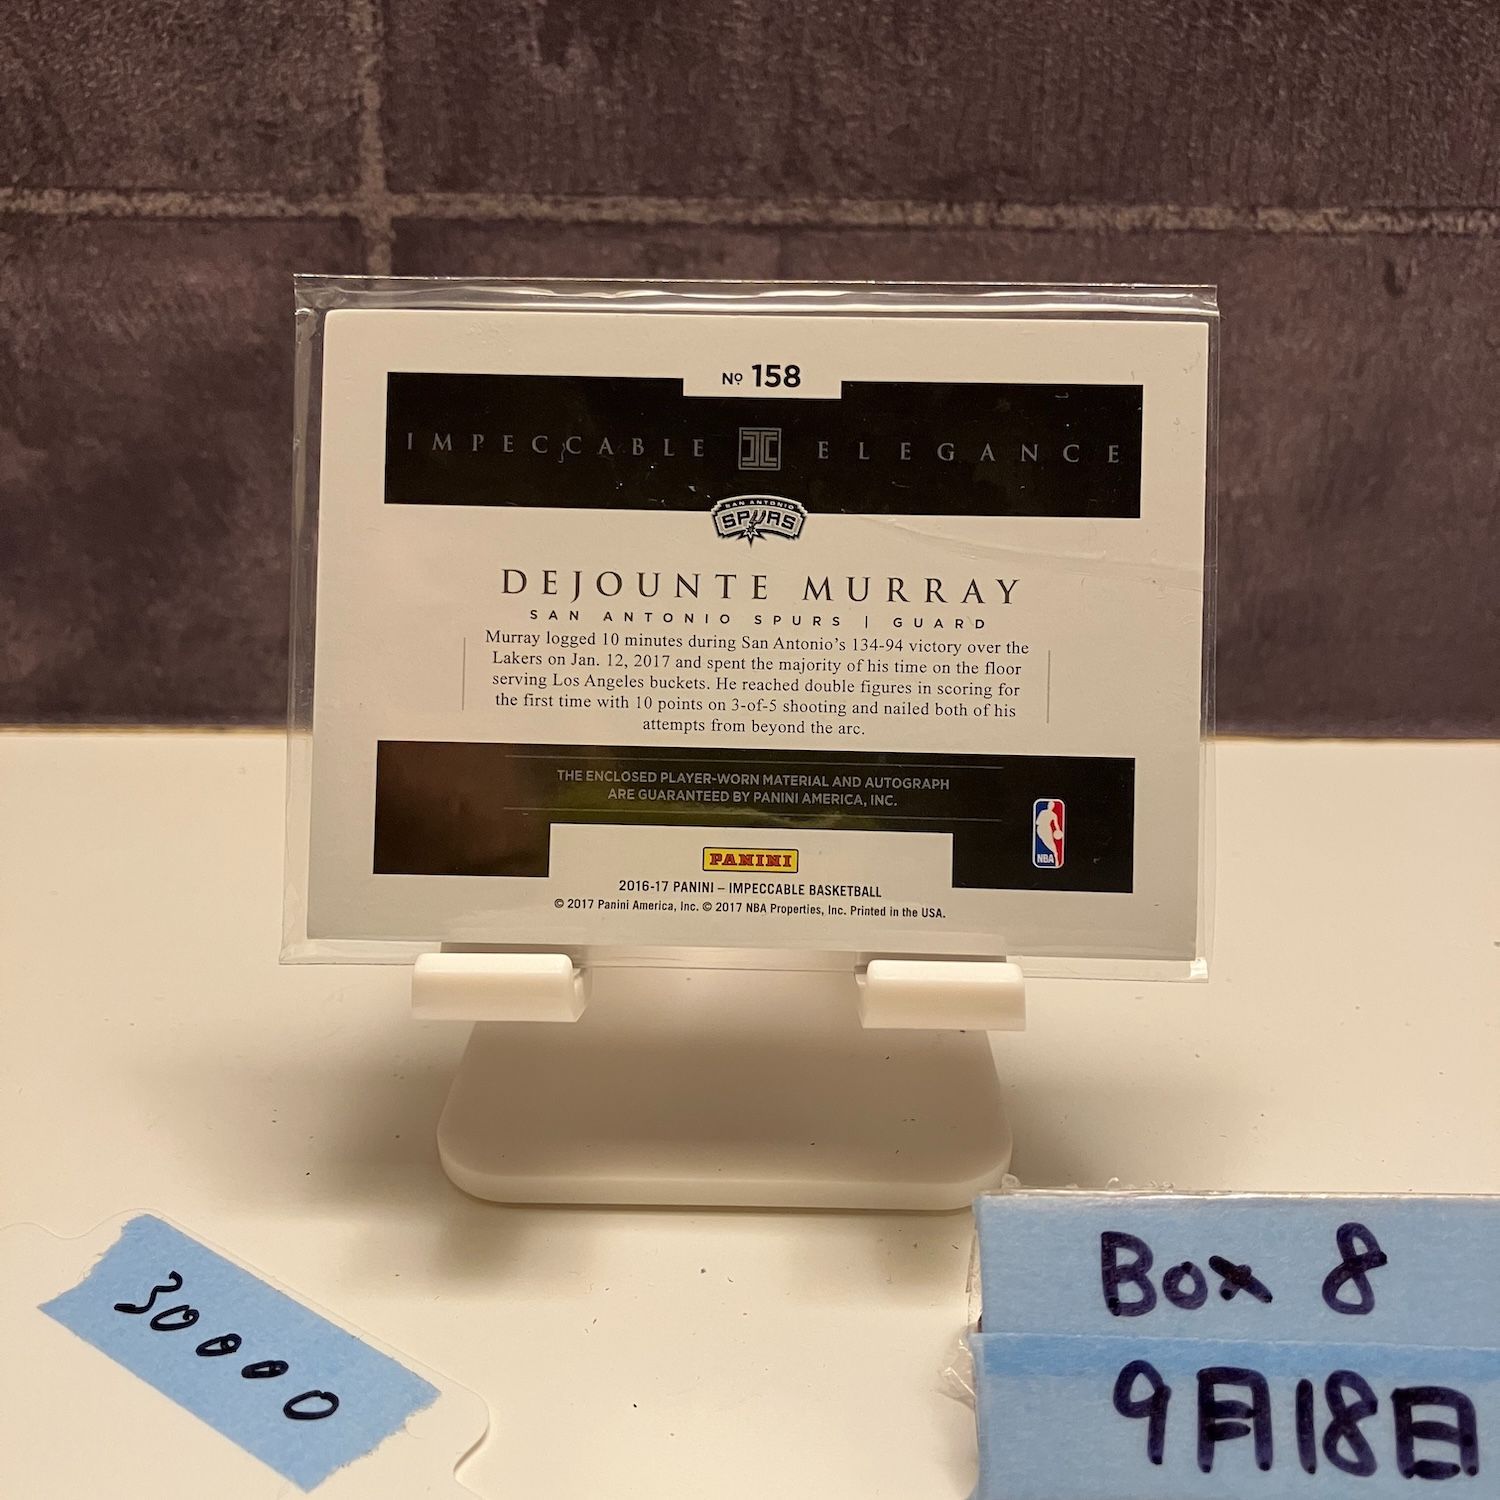 Nº 158
IMPECCABLE ELEGANCE
SAN ANTONIO
SPURS
DEJOUNTE MURRAY
SAN ANTONIO SPURS | GUARD
Murray logged 10 minutes during San Antonio's 134-94 victory over the
Lakers on Jan. 12, 2017 and spent the majority of his time on the floor
serving Los Angeles buckets. He reached double figures in scoring for
the first time with 10 points on 3-of-5 shooting and nailed both of his
attempts from beyond the arc.
THE ENCLOSED PLAYER-WORN MATERIAL AND AUTOGRAPH
ARE GUARANTEED BY PANINI AMERICA, INC.
NBA
PANINI
2016-17 PANINI – IMPECCABLE BASKETBALL
© 2017 Panini America, Inc. © 2017 NBA Properties, Inc. Printed in the USA.
30000
Box 8
9月18日